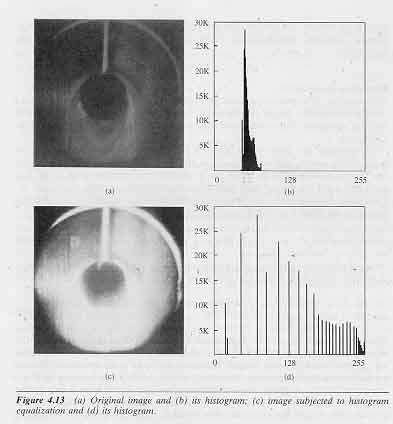 30K
25K
20K
15K
10K
5K
0 128 255
(a) (b)
30K
25K
20K
15K
10K
5K
0 128 255
(c) (d)
Figure 4.13 (a) Original image and (b) its histogram; (c) image subjected to histogram
equalization and (d) its histogram.